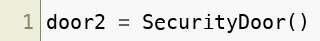 1 door2 = SecurityDoor()